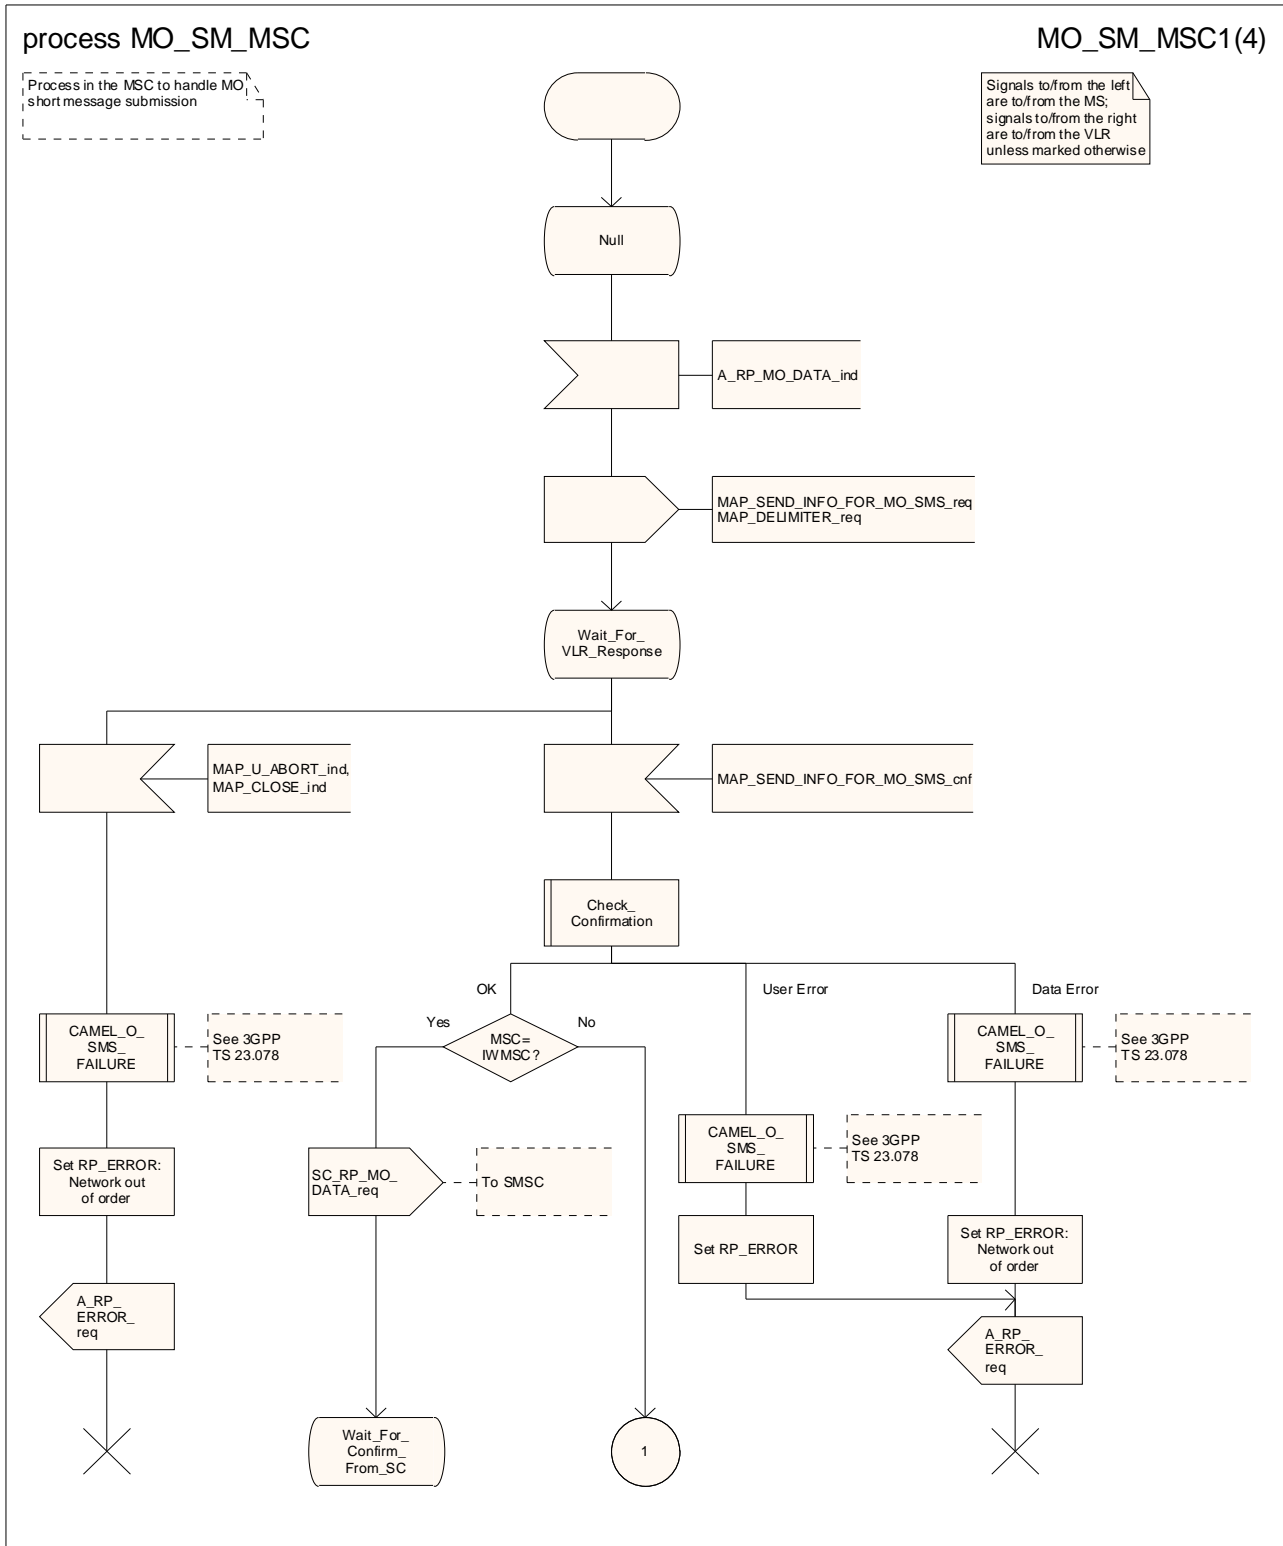 process MO_SM_MSC
MO_SM_MSC1(4)
Process in the MSC to handle MO
short message submission
Signals to/from the left
are to/from the MS;
signals to/from the right
are to/from the VLR
unless marked otherwise
Null
A_RP_MO_DATA_ind
MAP_SEND_INFO_FOR_MO_SMS_req
MAP_DELIMITER_req
Wait_For_
VLR_Response
MAP_U_ABORT_ind,
MAP_CLOSE_ind
MAP_SEND_INFO_FOR_MO_SMS_cnf
Check_
Confirmation
OK
User Error
Data Error
Yes
No
CAMEL_O_
SMS_
FAILURE
See 3GPP
TS 23.078
MSC=
IWMSC?
CAMEL_O_
SMS_
FAILURE
See 3GPP
TS 23.078
CAMEL_O_
SMS_
FAILURE
See 3GPP
TS 23.078
Set RP_ERROR:
Network out
of order
SC_RP_MO_
DATA_req
To SMSC
Set RP_ERROR
Set RP_ERROR:
Network out
of order
A_RP_
ERROR_
req
A_RP_
ERROR_
req
Wait_For_
Confirm_
From_SC
1